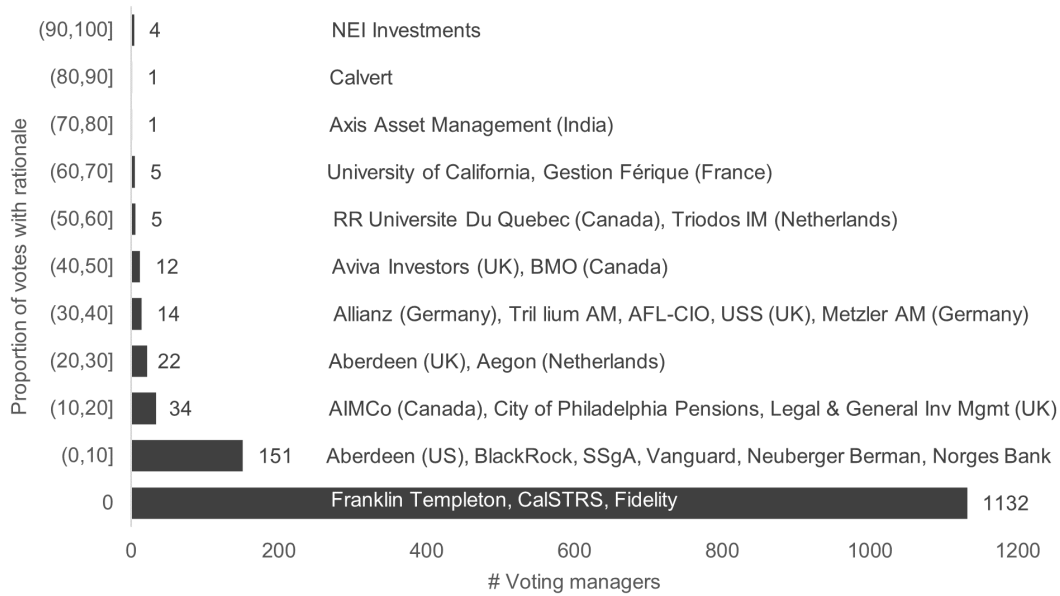 Proportion of votes with rationale
(90,100] 4 NEI Investments
(80,90] 1 Calvert
(70,80] 1 Axis Asset Management (India)
(60,70] 5 University of California, Gestion Férique (France)
(50,60] 5 RR Universite Du Quebec (Canada), Triodos IM (Netherlands)
(40,50] 12 Aviva Investors (UK), BMO (Canada)
(30,40] 14 Allianz (Germany), Tril lium AM, AFL-CIO, USS (UK), Metzler AM (Germany)
(20,30] 22 Aberdeen (UK), Aegon (Netherlands)
(10,20] 34 AIMCo (Canada), City of Philadelphia Pensions, Legal & General Inv Mgmt (UK)
(0,10] 151 Aberdeen (US), BlackRock, SSgA, Vanguard, Neuberger Berman, Norges Bank
0 Franklin Templeton, CalSTRS, Fidelity 1132
0 200 400 600 800 1000 1200
# Voting managers